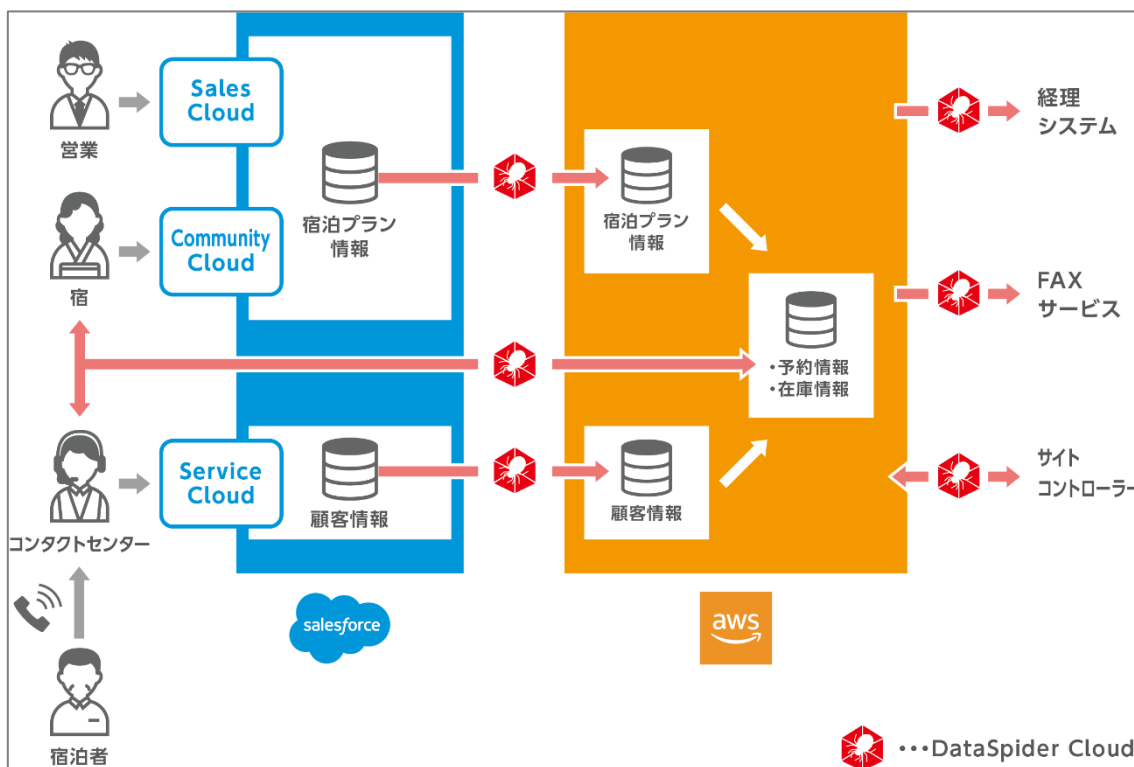 営業
Sales
Cloud
宿泊プラン
情報
宿泊プラン
情報
経理
システム
宿
Community
Cloud
・予約情報
・在庫情報
FAX
サービス
コンタクトセンター
Service
Cloud
顧客情報
顧客情報
サイト
コントローラー
salesforce
aws
宿泊者
•••DataSpider Cloud